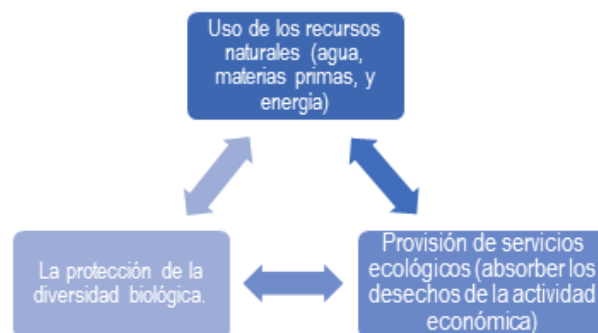 Uso de los recursos
naturales (agua,
materias primas, y
energia)
La protección de la
diversidad biológica.
Provisión de servicios
ecológicos (absorber los
desechos de la actividad
económica)